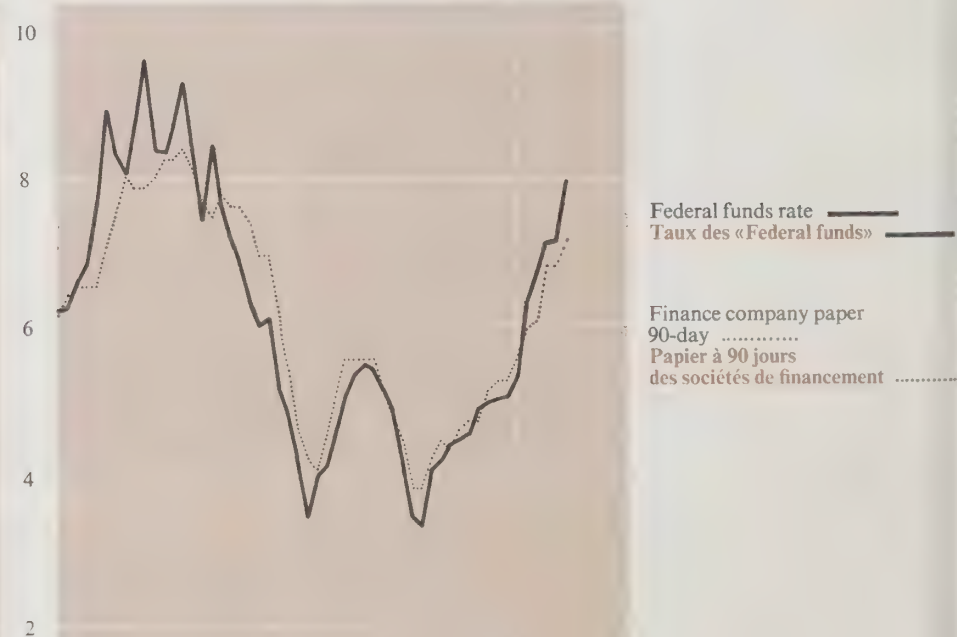 10
8
6
4
2
Federal funds rate
Taux des «Federal funds»
Finance company paper
90-day
Papier à 90 jours
des sociétés de financement